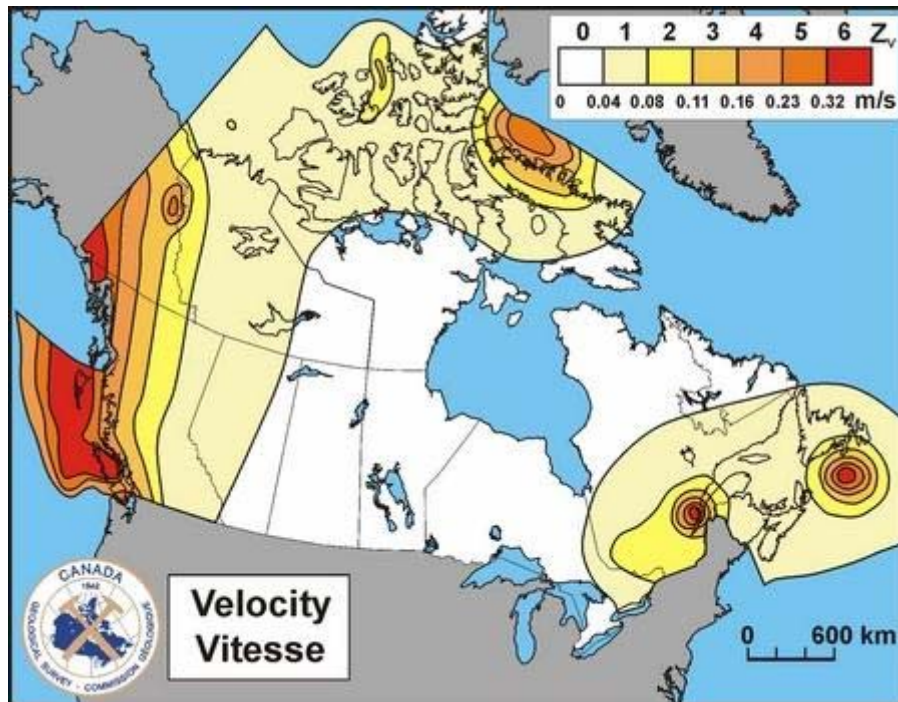 0 1 2 3 4 5 6 Zv
0 0.04 0.08 0.11 0.16 0.23 0.32 m/s
CANADA
1842
GEOLOGICAL SURVEY - COMMISSION GÉOLOGIQUE
Velocity
Vitesse
0 600 km